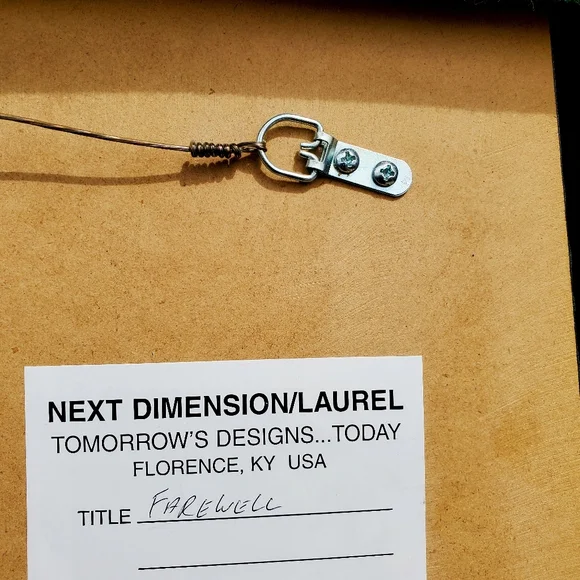 NEXT DIMENSION/LAUREL
TOMORROW'S DESIGNS...TODAY
FLORENCE, KY USA
TITLE FAREWELL